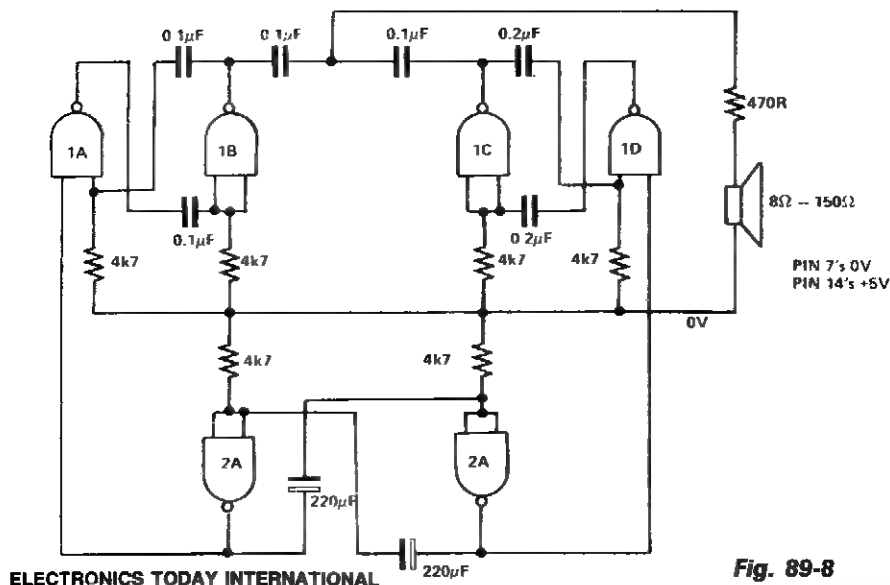 0 1µF
0 1µF
0.1µF
0.2µF
470R
1A
1B
1C
1D
8Ω – 150Ω
0.1µF
0 2µF
4k7
4k7
4k7
4k7
PIN 7's 0V
PIN 14's +5V
0V
4k7
4k7
2A
2A
220µF
220µF
ELECTRONICS TODAY INTERNATIONAL
Fig. 89-8